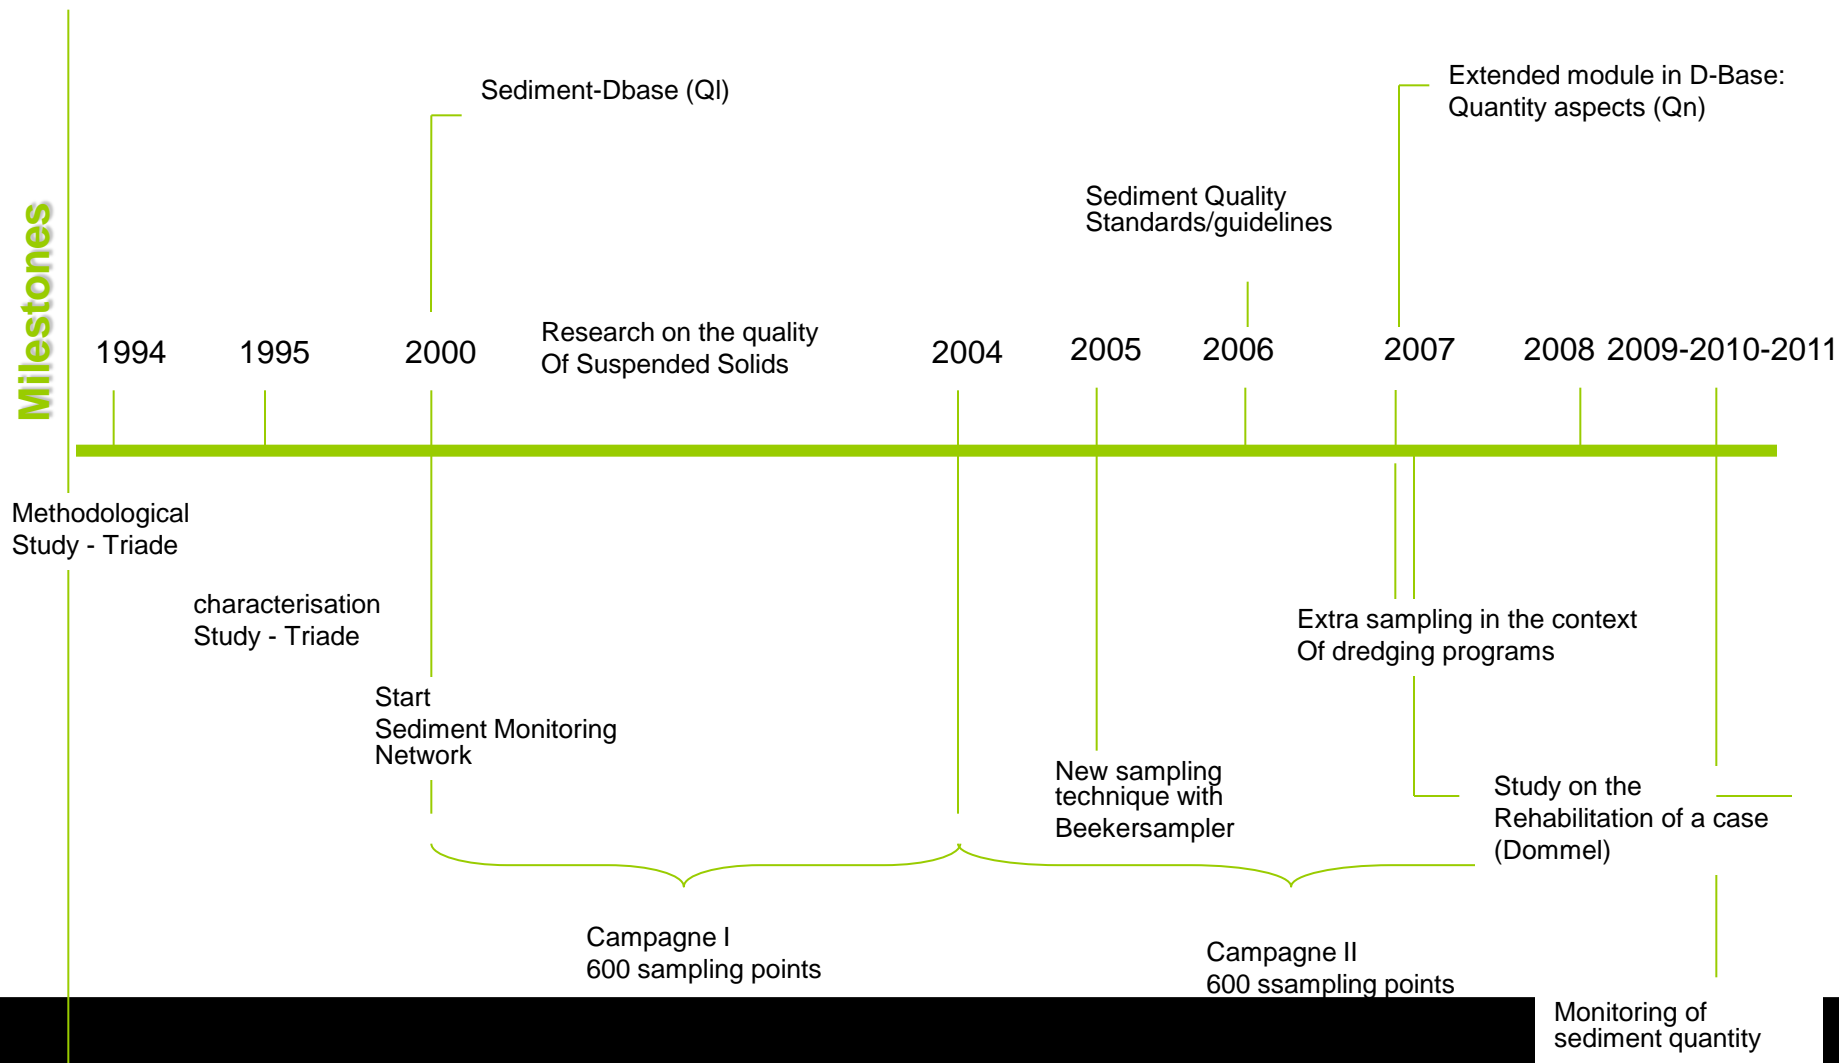 Milestones
Sediment-Dbase (Ql)
Extended module in D-Base:
Quantity aspects (Qn)
Sediment Quality
Standards/guidelines
1994
1995
2000
Research on the quality
Of Suspended Solids
2004
2005
2006
2007
2008
2009-2010-2011
Methodological
Study - Triade
characterisation
Study - Triade
Start
Sediment Monitoring
Network
Extra sampling in the context
Of dredging programs
New sampling
technique with
Beekersampler
Study on the
Rehabilitation of a case
(Dommel)
Campagne I
600 sampling points
Campagne II
600 ssampling points
Monitoring of
sediment quantity